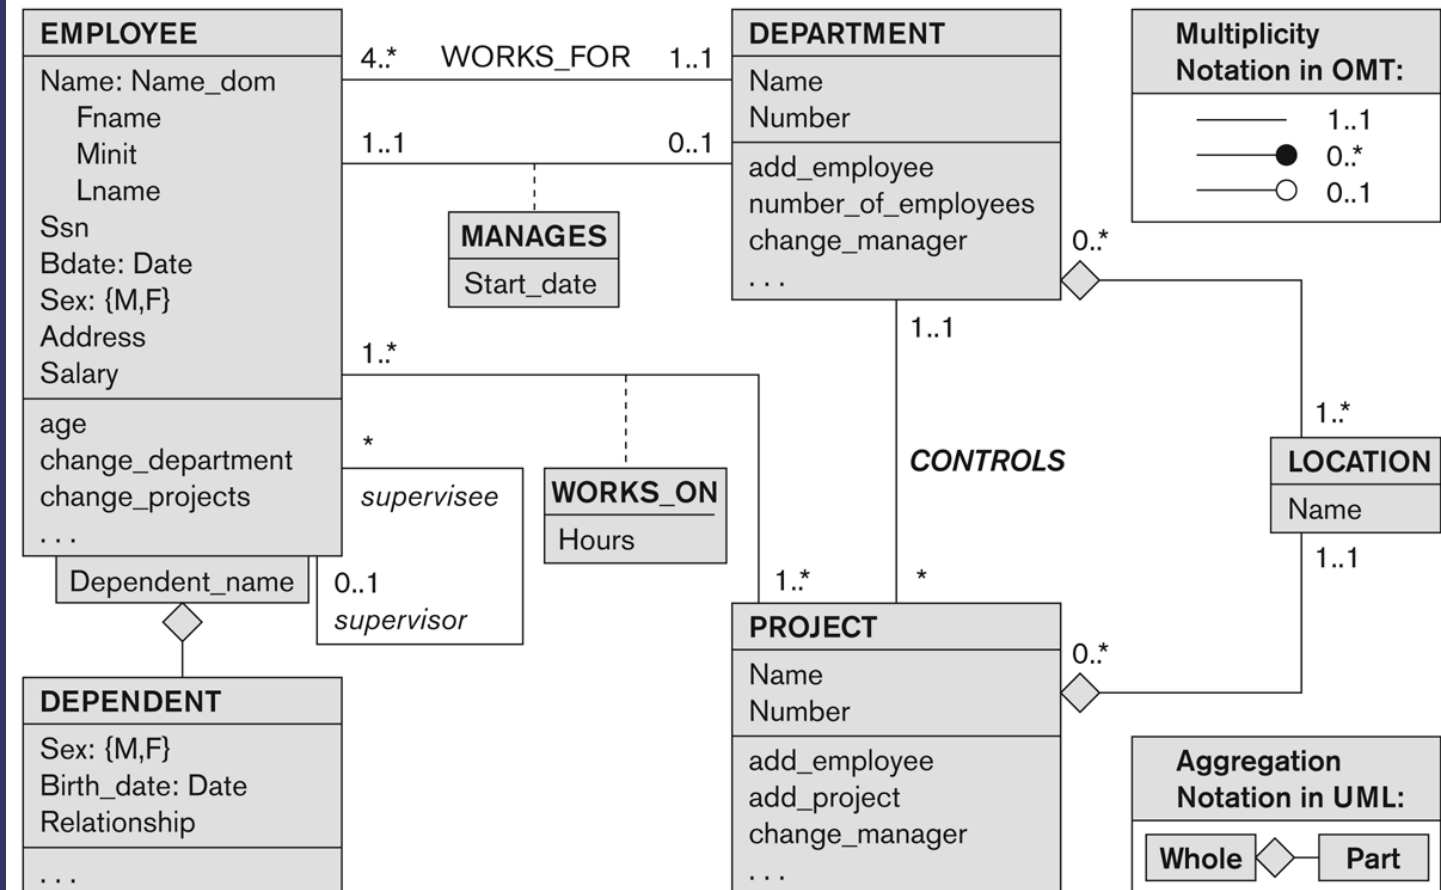 EMPLOYEE
Name: Name_dom
Fname
Minit
Lname
Ssn
Bdate: Date
Sex: {M,F}
Address
Salary
age
change_department
change_projects
. . .
Dependent_name
4..* WORKS_FOR 1..1
1..1 0..1
MANAGES
Start_date
1..*
*
supervisee
0..1
supervisor
WORKS_ON
Hours
1..*
DEPARTMENT
Name
Number
add_employee
number_of_employees
change_manager
. . .
0..*
1..1
CONTROLS
*
1..*
LOCATION
Name
1..1
PROJECT
Name
Number
add_employee
add_project
change_manager
. . .
0..*
DEPENDENT
Sex: {M,F}
Birth_date: Date
Relationship
. . .
Multiplicity
Notation in OMT:
1..1
0..*
0..1
Aggregation
Notation in UML:
Whole Part